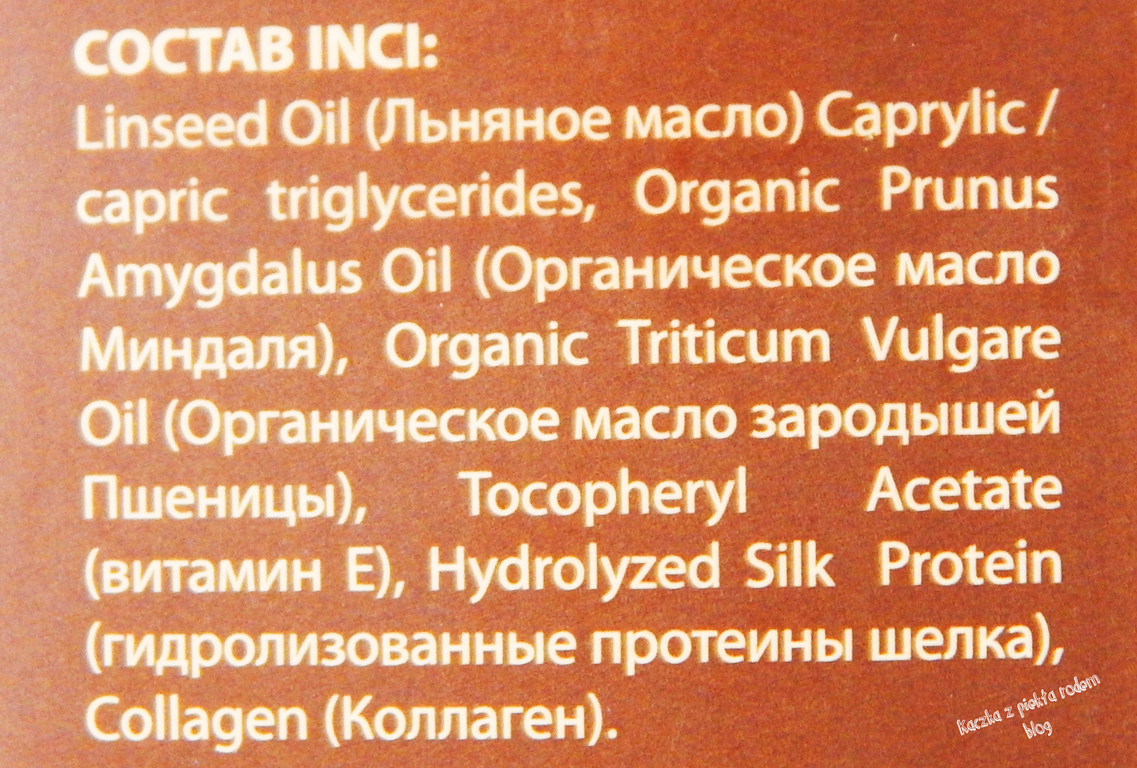 СОСТАВ INCI:
Linseed Oil (Льняное масло) Caprylic /
capric triglycerides, Organic Prunus
Amygdalus Oil (Органическое масло
Миндаля), Organic Triticum Vulgare
Oil (Органическое масло зародышей
Пшеницы), Tocopheryl Acetate
(витамин Е), Hydrolyzed Silk Protein
(гидролизованные протеины шелка),
Collagen (Коллаген).
Kaczka z piekła rodem
blog